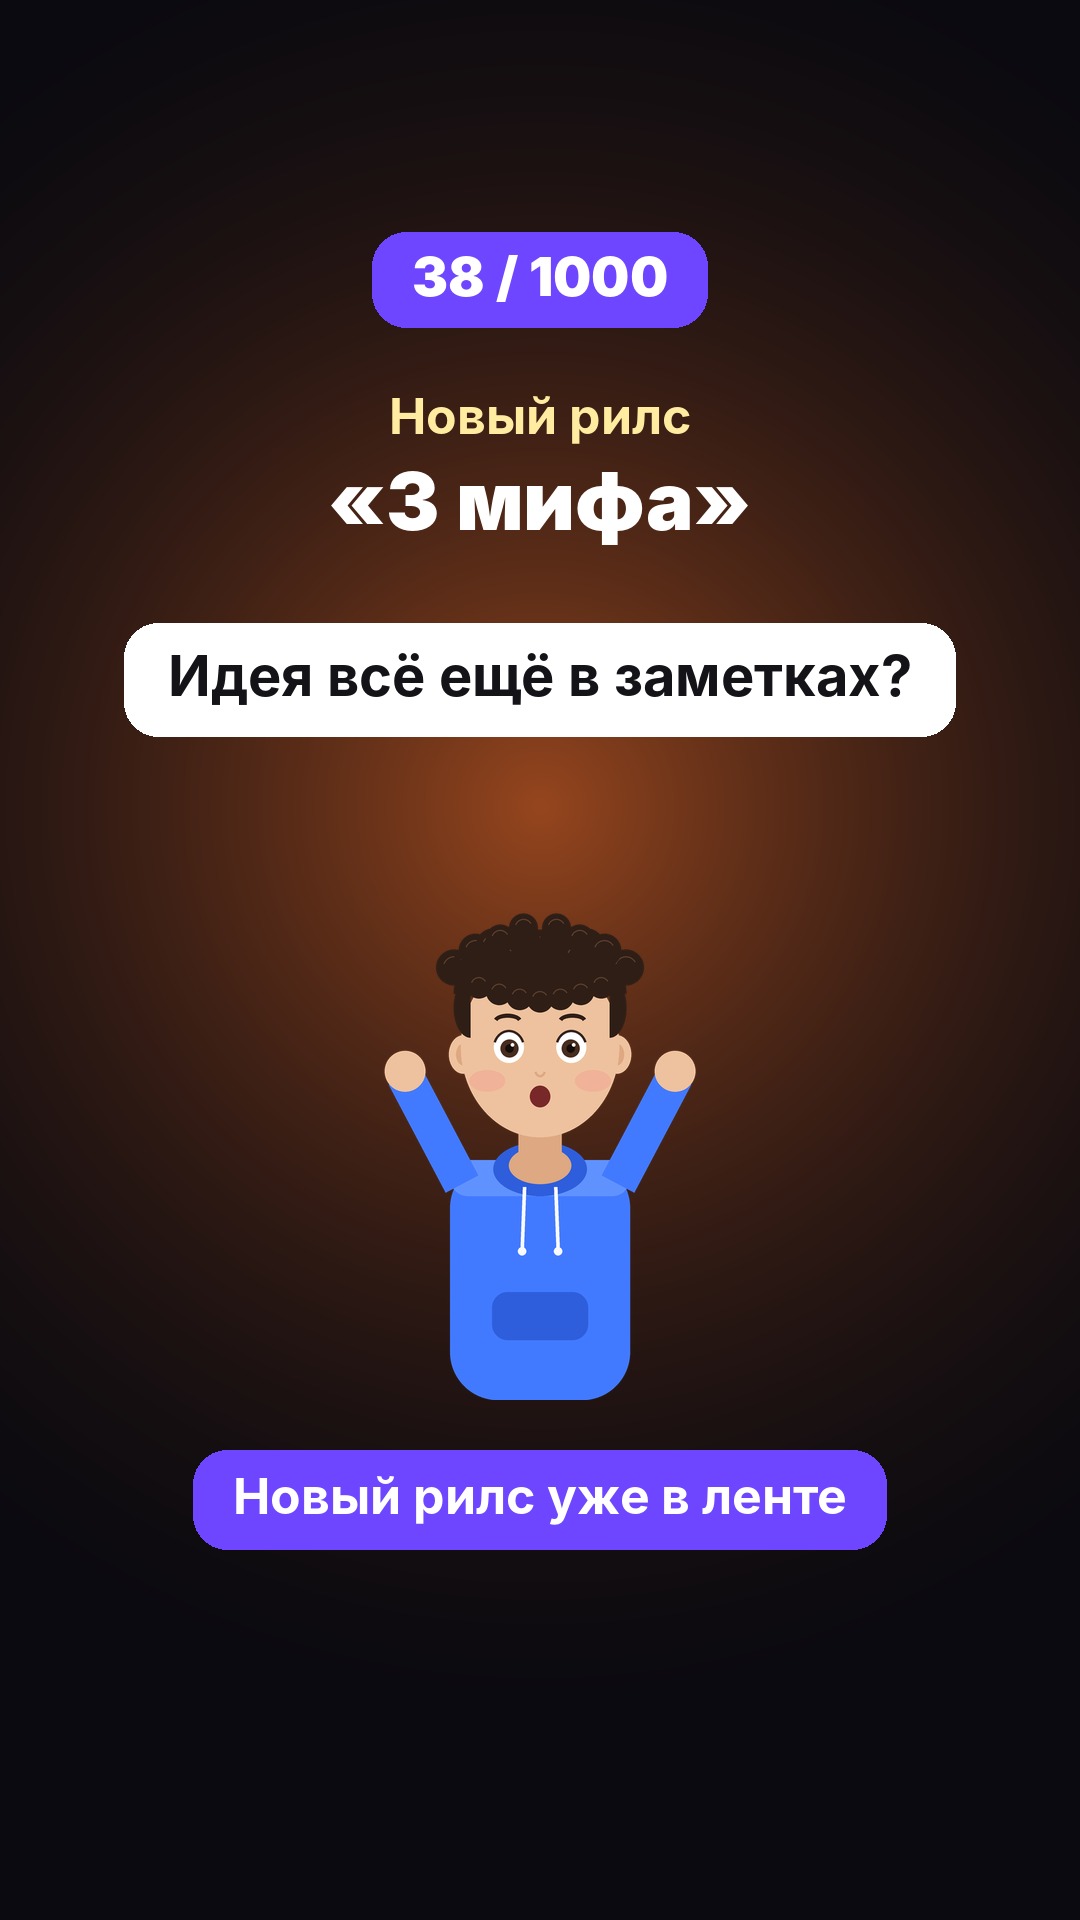 38 / 1000
Новый рилс
«3 мифа»
Идея всё ещё в заметках?
Новый рилс уже в ленте